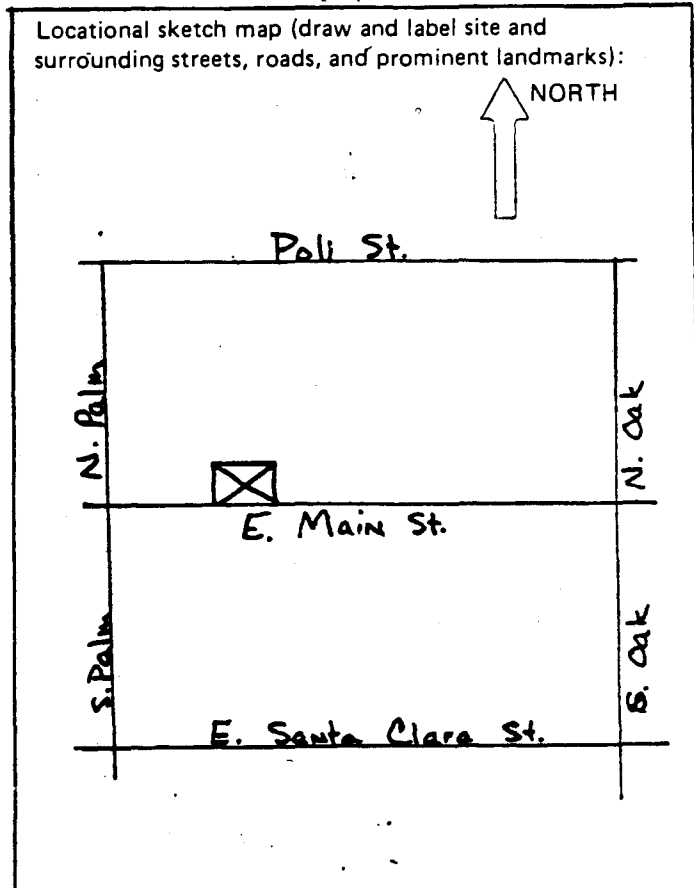 Locational sketch map (draw and label site and
surrounding streets, roads, and prominent landmarks):
NORTH
Poli St.
N. Palm
N. Oak
E. Main St.
S. Palm
S. Oak
E. Santa Clara St.